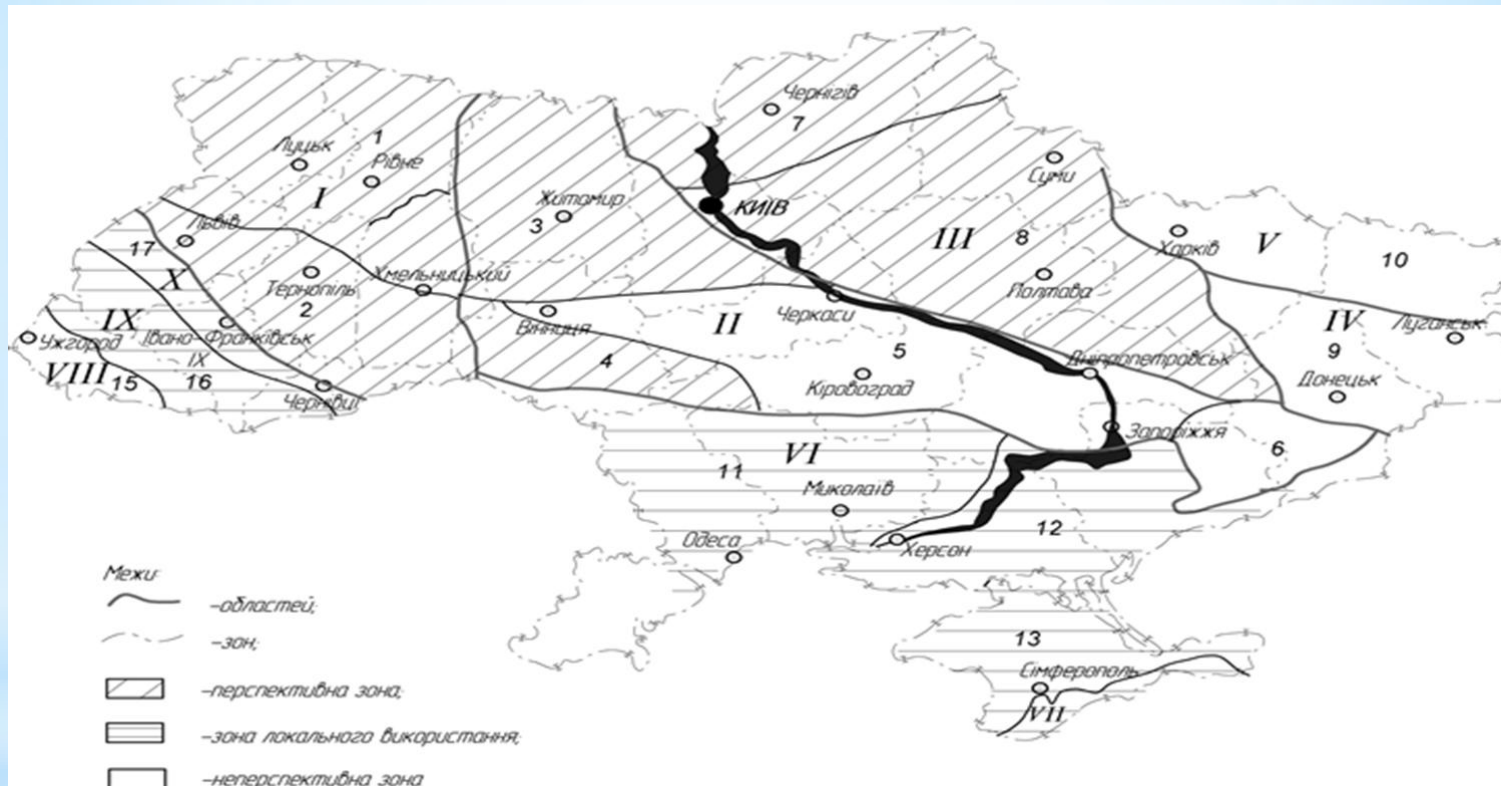 Чернігів
7
1
Луцьк
Рівне
Суми
I
Житомир
3
КИЇВ
Львів
17
III
8
Харків
V
10
X
Тернопіль
2
Хмельницький
Полтава
IX
Івано-Франківськ
Ужгород
IX
VIII
15
16
Чернівці
Вінниця
4
II
Черкаси
5
Кіровоград
Дніпропетровськ
IV
9
Луганськ
Донецьк
Запоріжжя
6
VI
11
Миколаїв
Одеса
Херсон
12
13
Сімферополь
VII
Межи:
-областей;
-зон;
-перспективна зона;
-зона локального використання;
-неперспективна зона